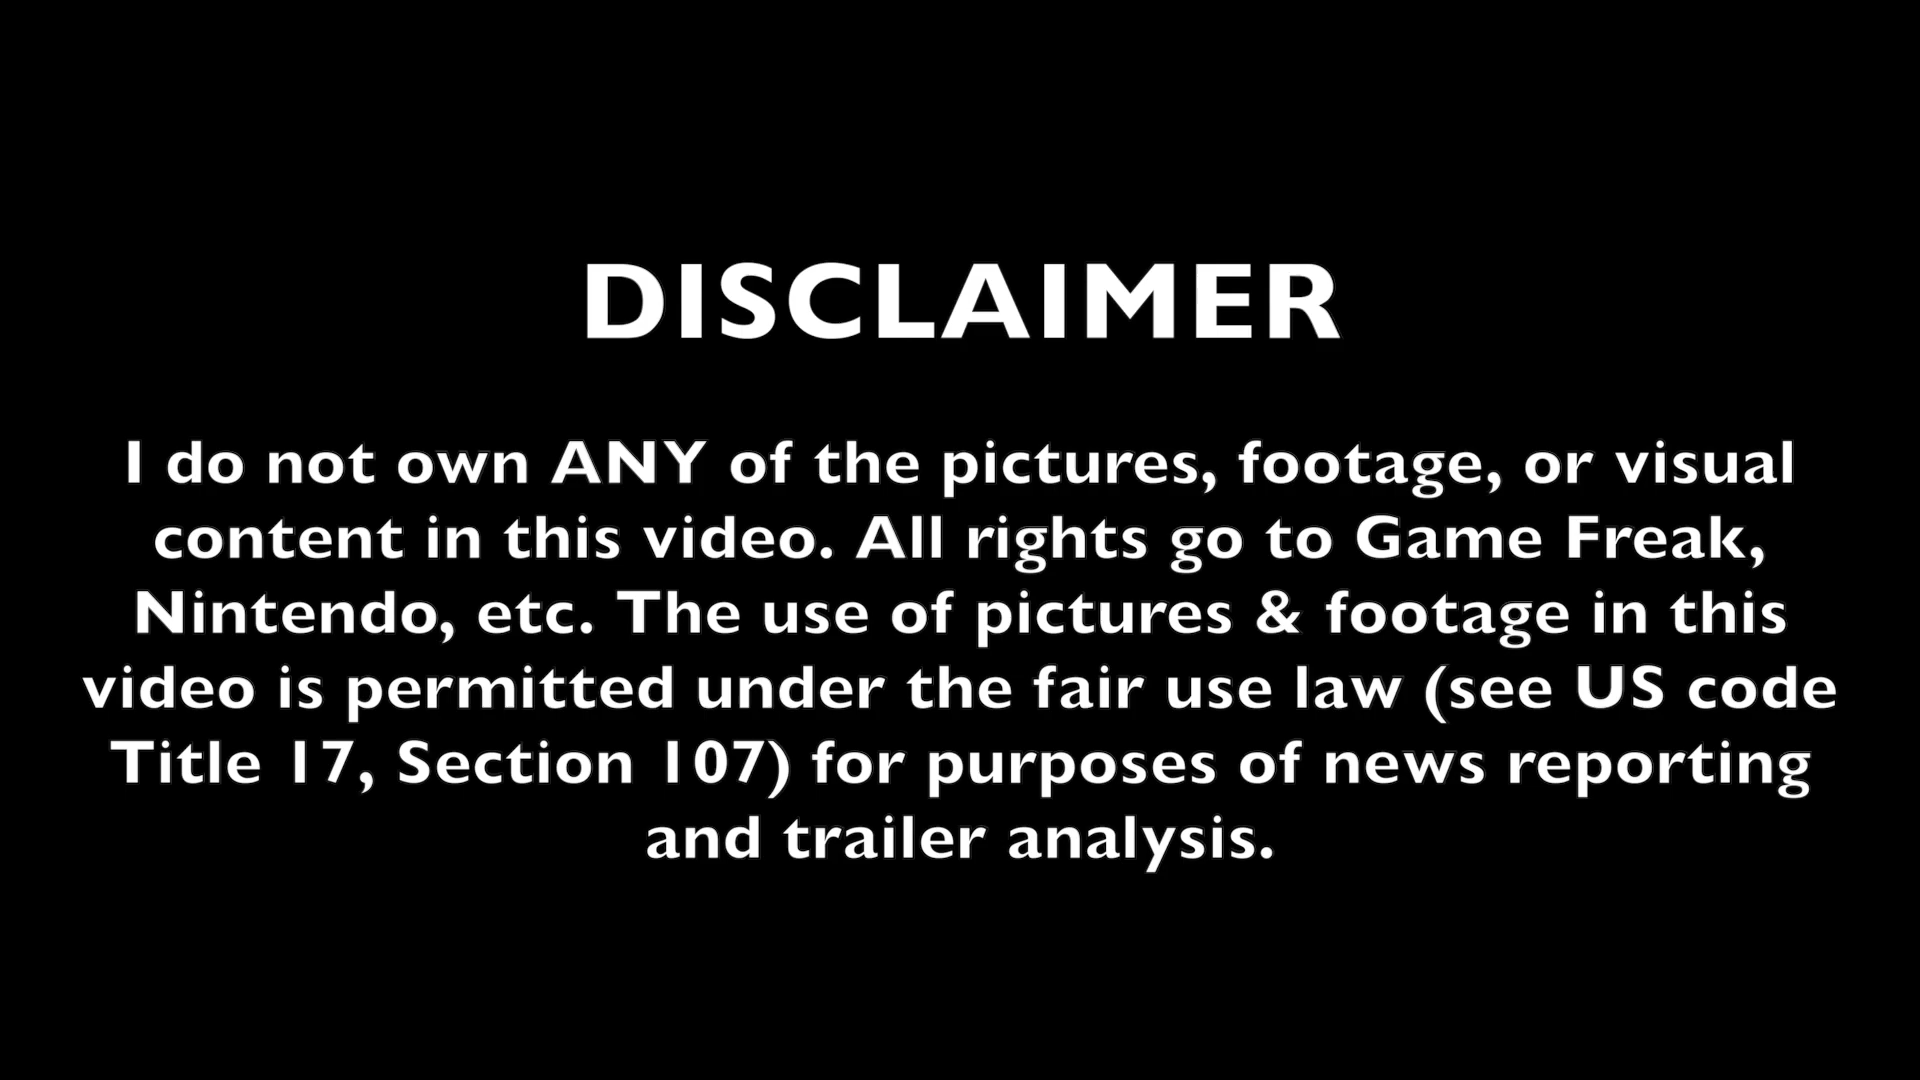 DISCLAIMER
I do not own ANY of the pictures, footage, or visual
content in this video. All rights go to Game Freak,
Nintendo, etc. The use of pictures & footage in this
video is permitted under the fair use law (see US code
Title 17, Section 107) for purposes of news reporting
and trailer analysis.